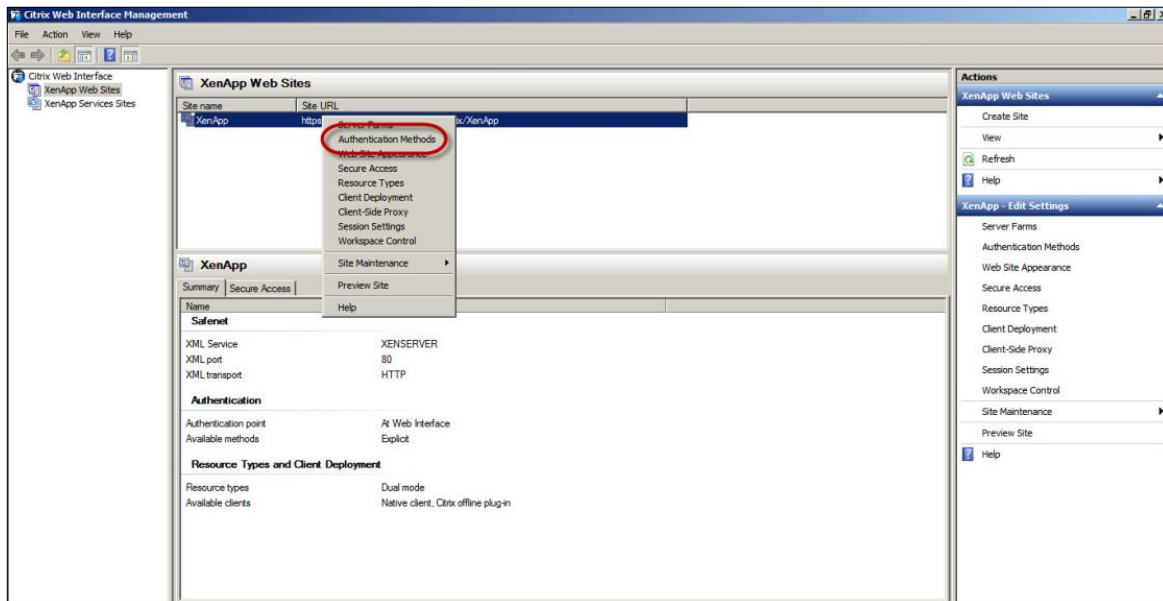 Citrix Web Interface Management
File Action View Help
Citrix Web Interface
XenApp Web Sites
XenApp Services Sites
XenApp Web Sites
Site name Site URL
XenApp https ix/XenApp
Server Farms
Authentication Methods
Web Site Appearance
Secure Access
Resource Types
Client Deployment
Client-Side Proxy
Session Settings
Workspace Control
Site Maintenance
Preview Site
Help
XenApp
Summary Secure Access
Name
Safenet
XML Service XENSERVER
XML port 80
XML transport HTTP
Authentication
Authentication point At Web Interface
Available methods Explicit
Resource Types and Client Deployment
Resource types Dual mode
Available clients Native client, Citrix offline plug-in
Actions
XenApp Web Sites
Create Site
View
Refresh
Help
XenApp - Edit Settings
Server Farms
Authentication Methods
Web Site Appearance
Secure Access
Resource Types
Client Deployment
Client-Side Proxy
Session Settings
Workspace Control
Site Maintenance
Preview Site
Help